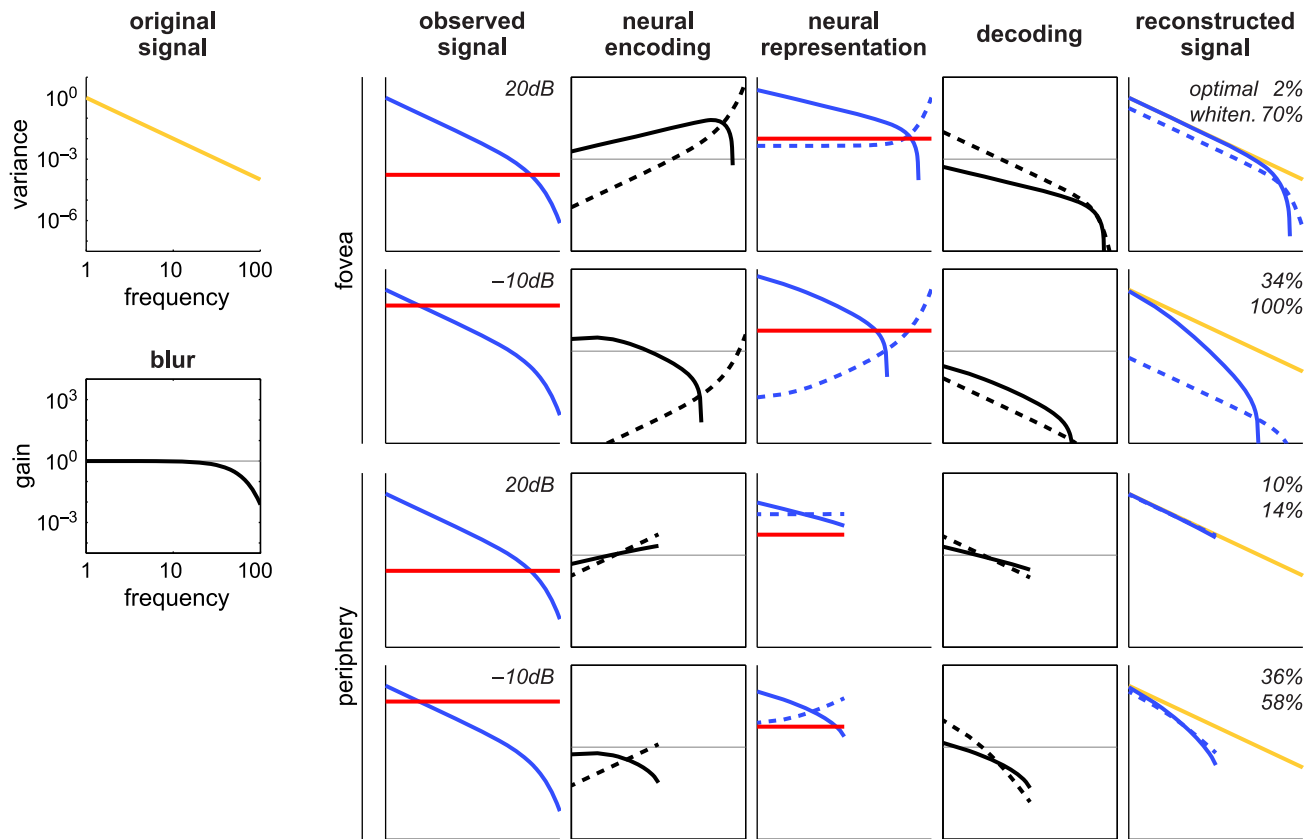 original
signal
observed
signal
neural
encoding
neural
representation
decoding
reconstructed
signal
variance
10^0
10^−3
10^−6
1
10
100
frequency
blur
gain
10^3
10^0
10^−3
1
10
100
frequency
fovea
20dB
optimal 2%
whiten. 70%
−10dB
34%
100%
periphery
20dB
10%
14%
−10dB
36%
58%